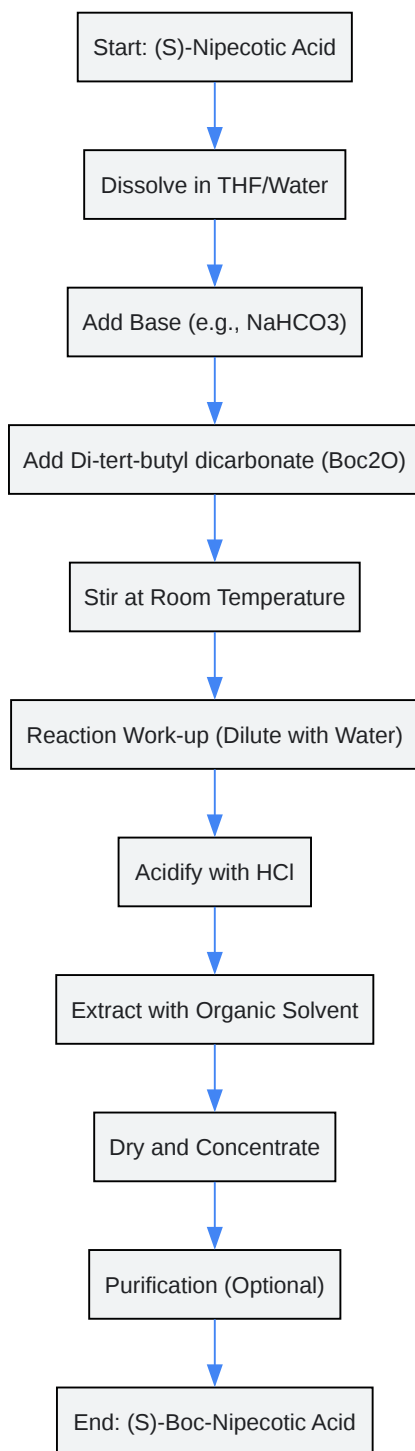 Start: (S)-Nipecotic Acid
Dissolve in THF/Water
Add Base (e.g., NaHCO3)
Add Di-tert-butyl dicarbonate (Boc2O)
Stir at Room Temperature
Reaction Work-up (Dilute with Water)
Acidify with HCl
Extract with Organic Solvent
Dry and Concentrate
Purification (Optional)
End: (S)-Boc-Nipecotic Acid